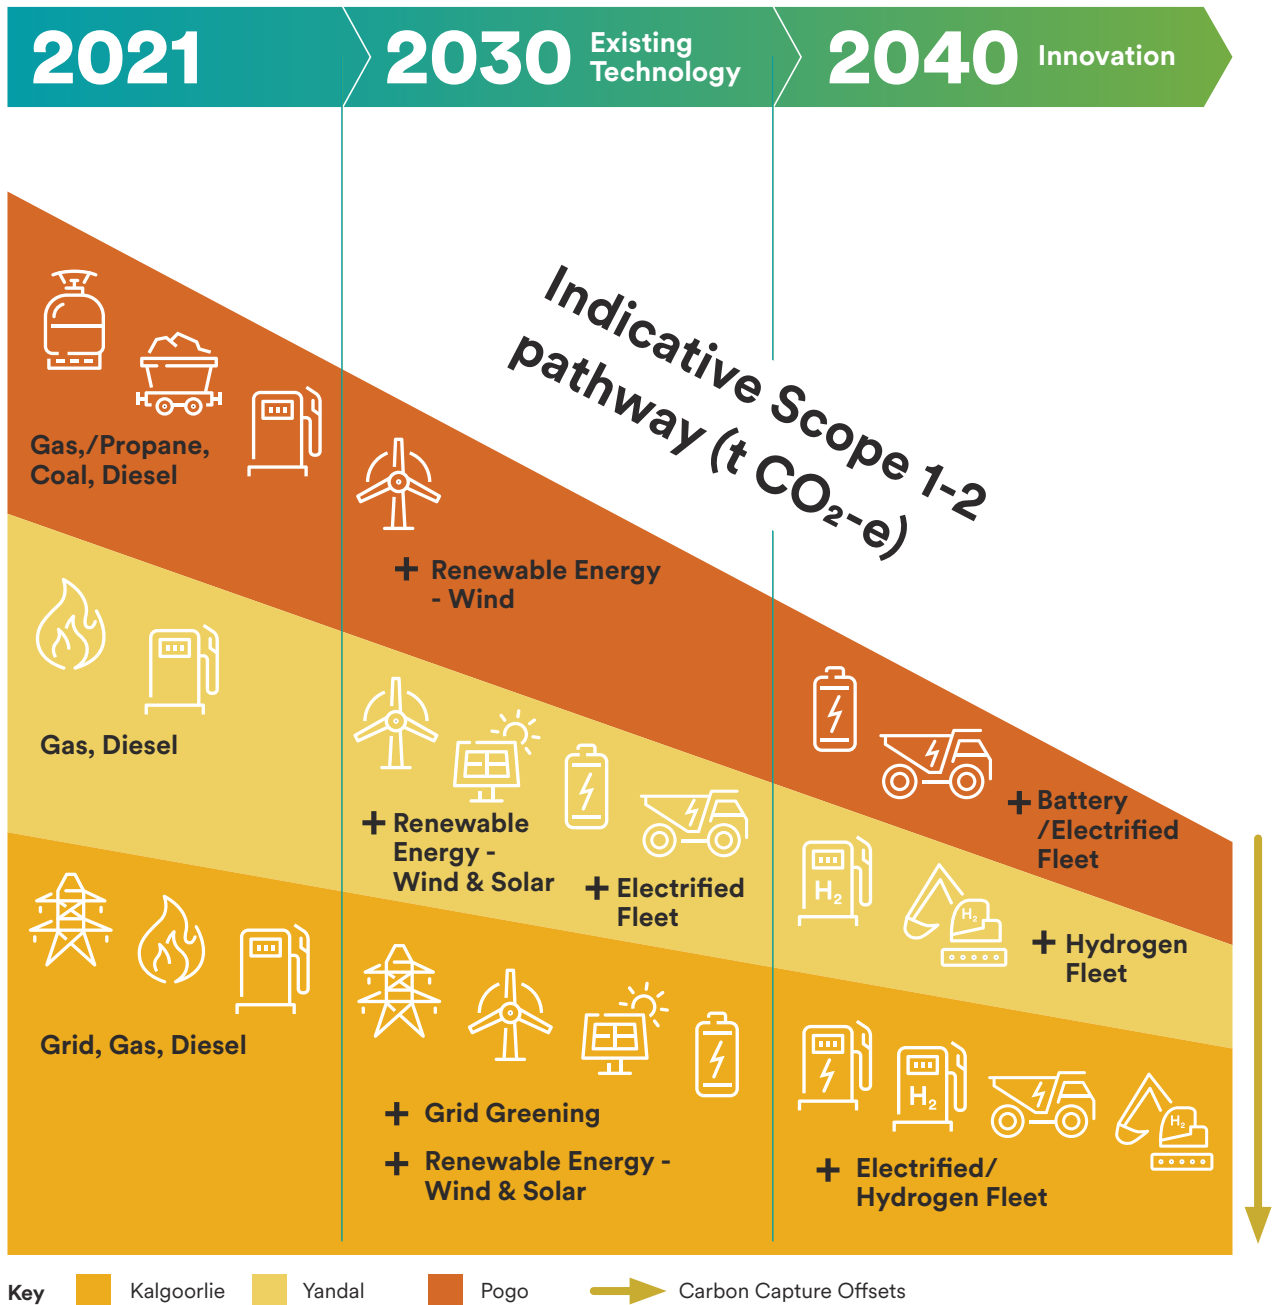 2021
2030
Existing
Technology
2040
Innovation
Indicative Scope 1-2
pathway (t CO₂-e)
Gas,/Propane,
Coal, Diesel
+ Renewable Energy
- Wind
+ Battery
/Electrified
Fleet
Gas, Diesel
+ Renewable
Energy -
Wind & Solar
+ Electrified
Fleet
H₂
H₂
+ Hydrogen
Fleet
Grid, Gas, Diesel
+ Grid Greening
+ Renewable Energy -
Wind & Solar
H₂
H₂
+ Electrified/
Hydrogen Fleet
Key
Kalgoorlie
Yandal
Pogo
Carbon Capture Offsets